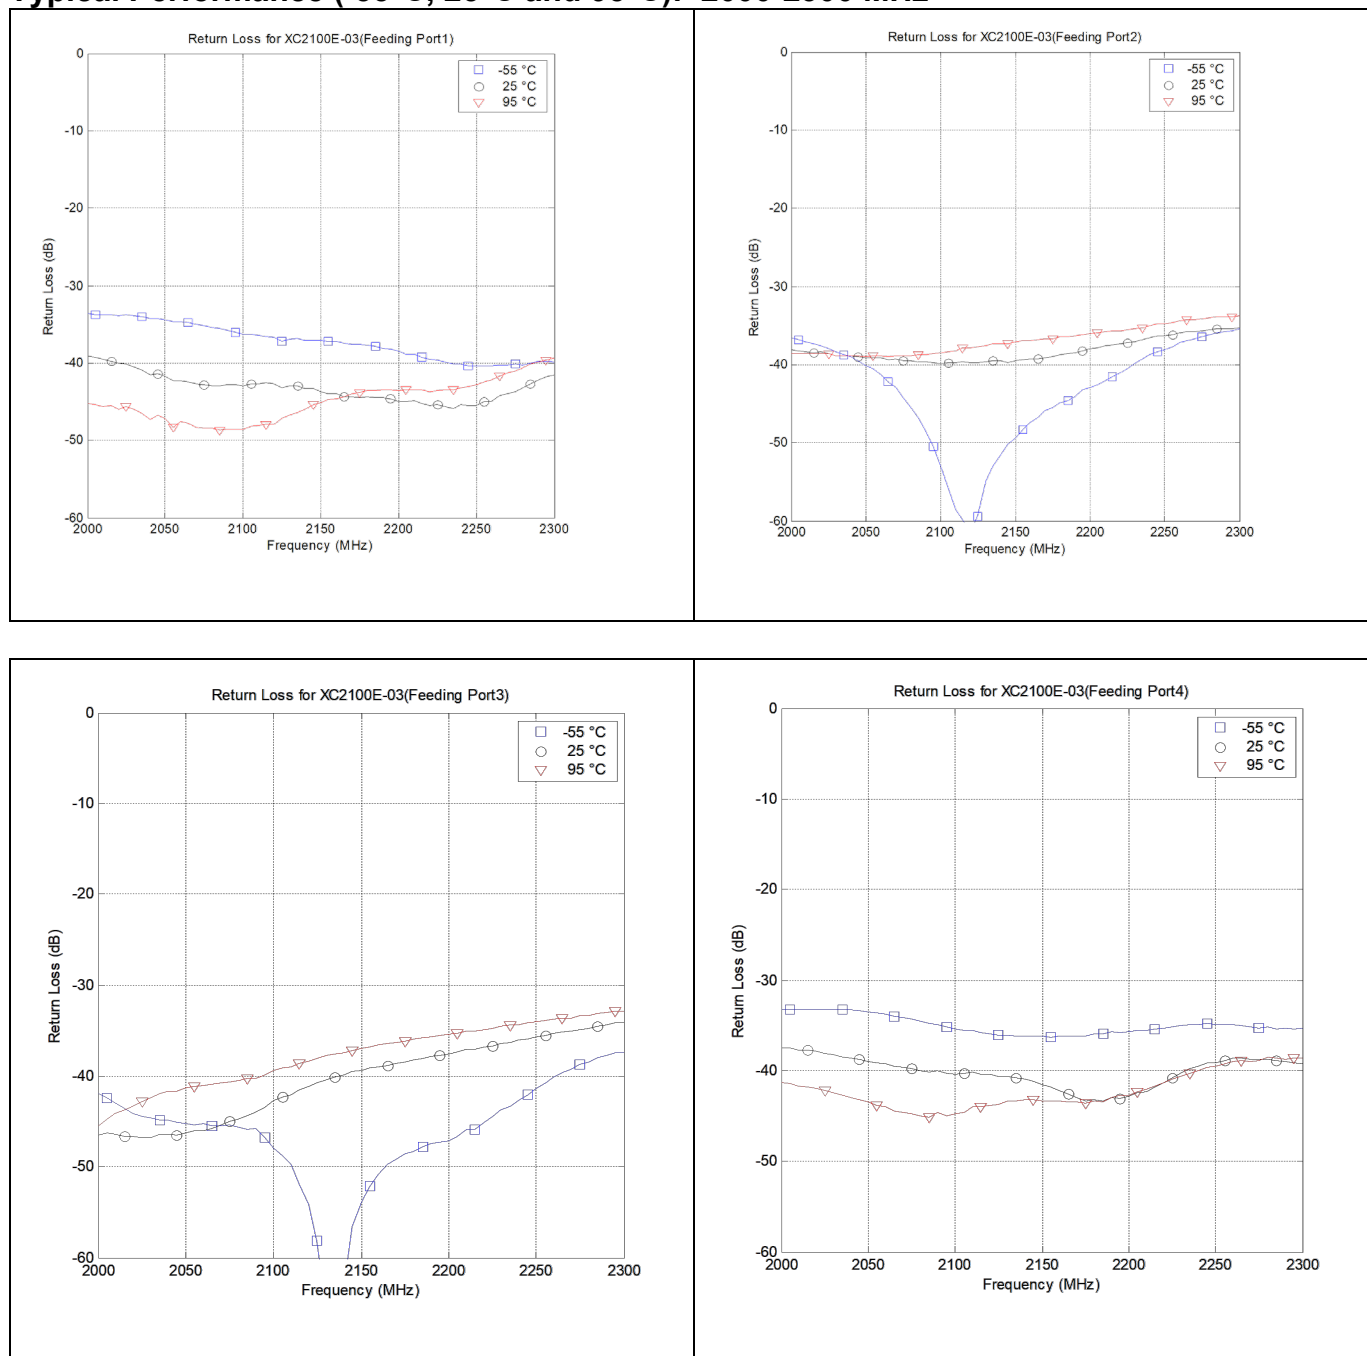 Return Loss for XC2100E-03(Feeding Port1)
-55 °C
25 °C
95 °C
0
-10
-20
-30
-40
-50
-60
Return Loss (dB)
2000 2050 2100 2150 2200 2250 2300
Frequency (MHz)
Return Loss for XC2100E-03(Feeding Port2)
-55 °C
25 °C
95 °C
0
-10
-20
-30
-40
-50
-60
Return Loss (dB)
2000 2050 2100 2150 2200 2250 2300
Frequency (MHz)
Return Loss for XC2100E-03(Feeding Port3)
-55 °C
25 °C
95 °C
0
-10
-20
-30
-40
-50
-60
Return Loss (dB)
2000 2050 2100 2150 2200 2250 2300
Frequency (MHz)
Return Loss for XC2100E-03(Feeding Port4)
-55 °C
25 °C
95 °C
0
-10
-20
-30
-40
-50
-60
Return Loss (dB)
2000 2050 2100 2150 2200 2250 2300
Frequency (MHz)